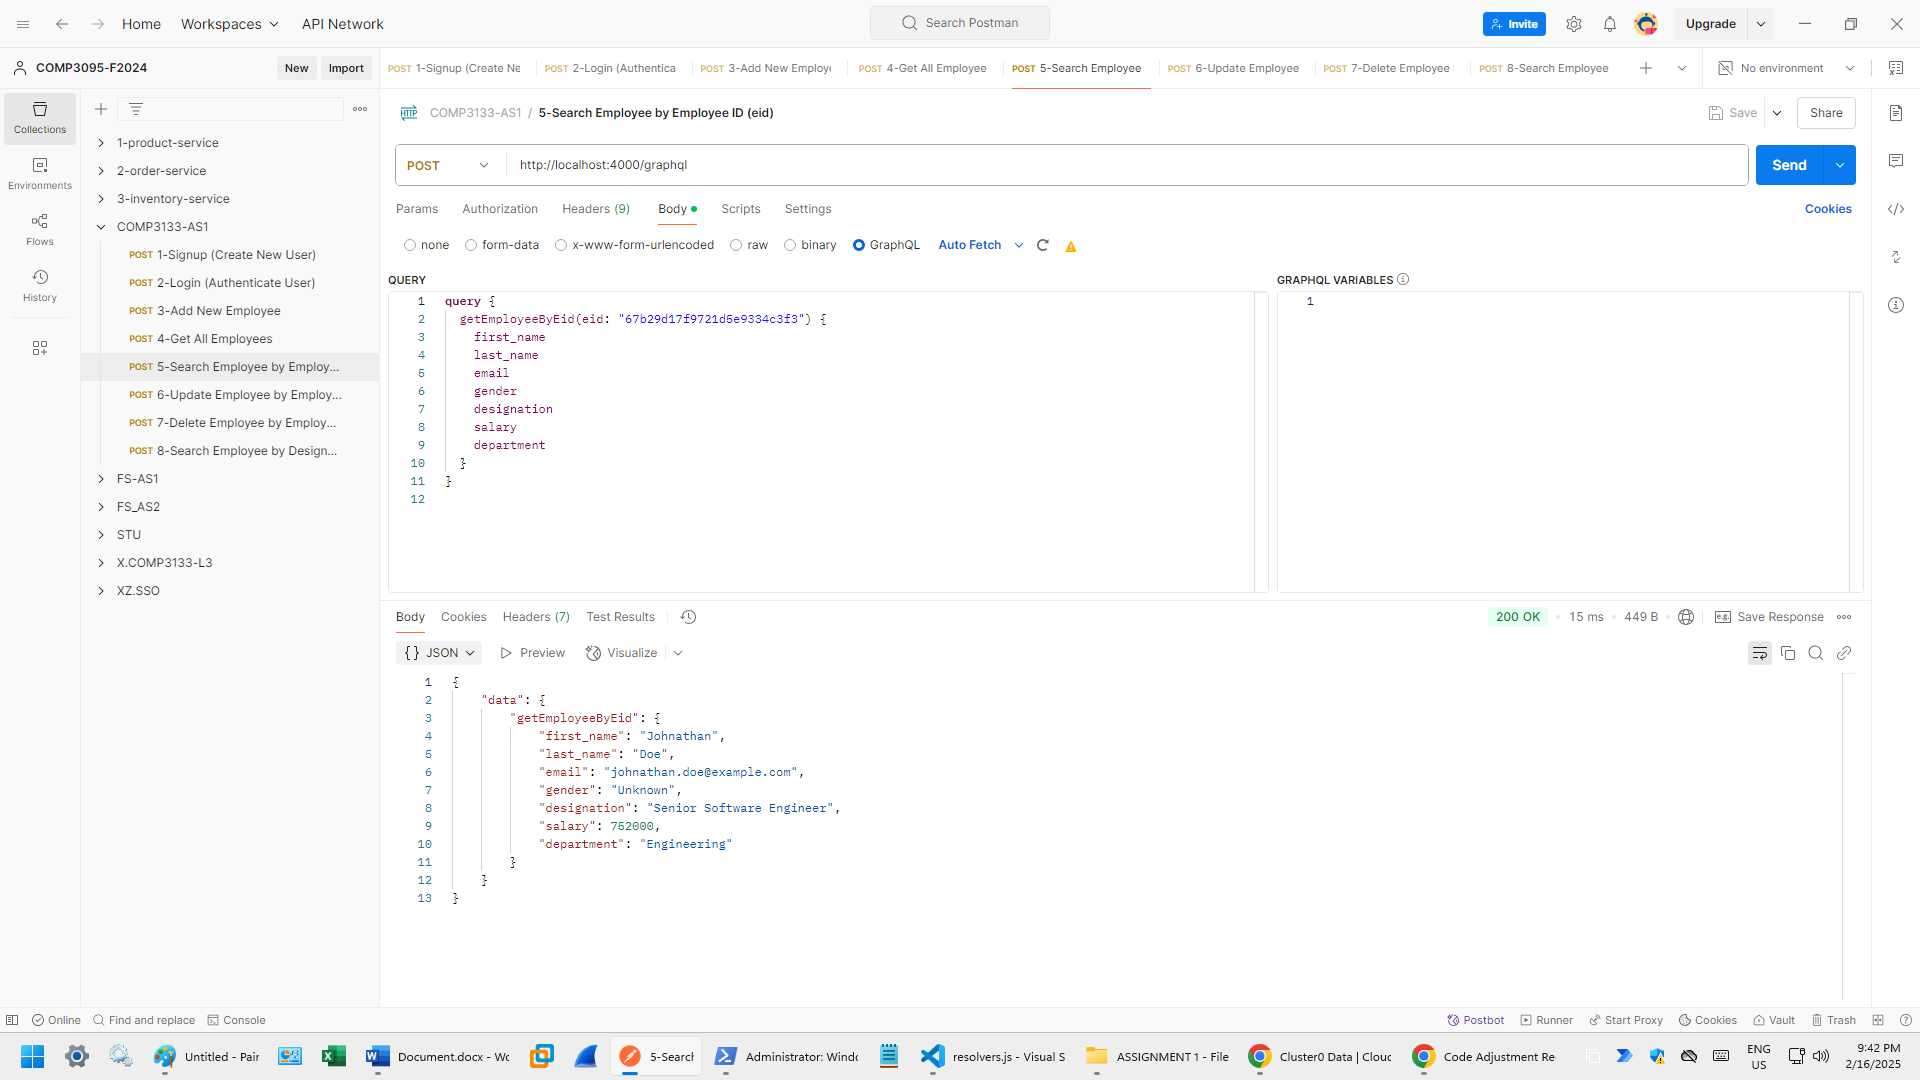 Home
Workspaces
API Network
Search Postman
Invite
Upgrade
COMP3095-F2024
New
Import
POST 1-Signup (Create Ne
POST 2-Login (Authentica
POST 3-Add New Employe
POST 4-Get All Employee
POST 5-Search Employee
POST 6-Update Employee
POST 7-Delete Employee
POST 8-Search Employee
No environment
Collections
Environments
Flows
History
1-product-service
2-order-service
3-inventory-service
COMP3133-AS1
POST 1-Signup (Create New User)
POST 2-Login (Authenticate User)
POST 3-Add New Employee
POST 4-Get All Employees
POST 5-Search Employee by Employ...
POST 6-Update Employee by Employ...
POST 7-Delete Employee by Employ...
POST 8-Search Employee by Design...
FS-AS1
FS_AS2
STU
X.COMP3133-L3
XZ.SSO
HTTP COMP3133-AS1 / 5-Search Employee by Employee ID (eid)
Save
Share
POST
http://localhost:4000/graphql
Send
Params
Authorization
Headers (9)
Body
Scripts
Settings
Cookies
none
form-data
x-www-form-urlencoded
raw
binary
GraphQL
Auto Fetch
QUERY
1 query {
2 getEmployeeByEid(eid: "67b29d17f9721d5e9334c3f3") {
3 first_name
4 last_name
5 email
6 gender
7 designation
8 salary
9 department
10 }
11 }
12
GRAPHQL VARIABLES
1
Body
Cookies
Headers (7)
Test Results
200 OK
15 ms
449 B
e.g. Save Response
{} JSON
Preview
Visualize
1 {
2 "data": {
3 "getEmployeeByEid": {
4 "first_name": "Johnathan",
5 "last_name": "Doe",
6 "email": "johnathan.doe@example.com",
7 "gender": "Unknown",
8 "designation": "Senior Software Engineer",
9 "salary": 752000,
10 "department": "Engineering"
11 }
12 }
13 }
Online
Find and replace
Console
Postbot
Runner
Start Proxy
Cookies
Vault
Trash
Untitled - Pain
Document.docx - Wo
5-Search
Administrator: Windo
resolvers.js - Visual S
ASSIGNMENT 1 - File
Cluster0 Data | Clouc
Code Adjustment Re
ENG
US
9:42 PM
2/16/2025